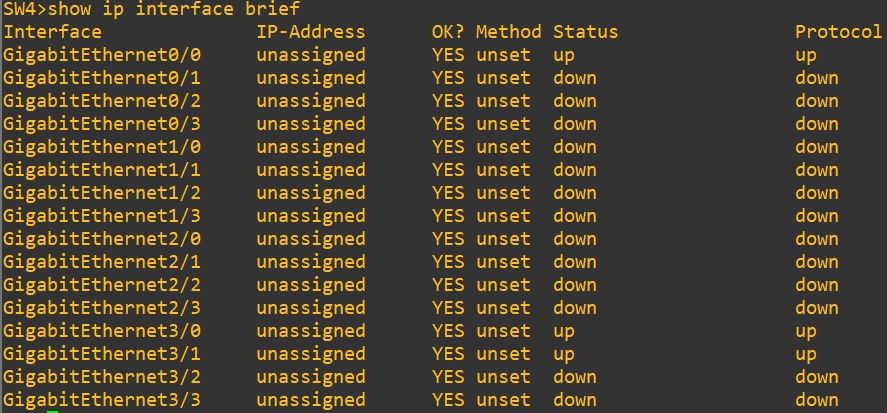 SW4>show ip interface brief
Interface IP-Address OK? Method Status Protocol
GigabitEthernet0/0 unassigned YES unset up up
GigabitEthernet0/1 unassigned YES unset down down
GigabitEthernet0/2 unassigned YES unset down down
GigabitEthernet0/3 unassigned YES unset down down
GigabitEthernet1/0 unassigned YES unset down down
GigabitEthernet1/1 unassigned YES unset down down
GigabitEthernet1/2 unassigned YES unset down down
GigabitEthernet1/3 unassigned YES unset down down
GigabitEthernet2/0 unassigned YES unset down down
GigabitEthernet2/1 unassigned YES unset down down
GigabitEthernet2/2 unassigned YES unset down down
GigabitEthernet2/3 unassigned YES unset down down
GigabitEthernet3/0 unassigned YES unset up up
GigabitEthernet3/1 unassigned YES unset up up
GigabitEthernet3/2 unassigned YES unset down down
GigabitEthernet3/3 unassigned YES unset down down